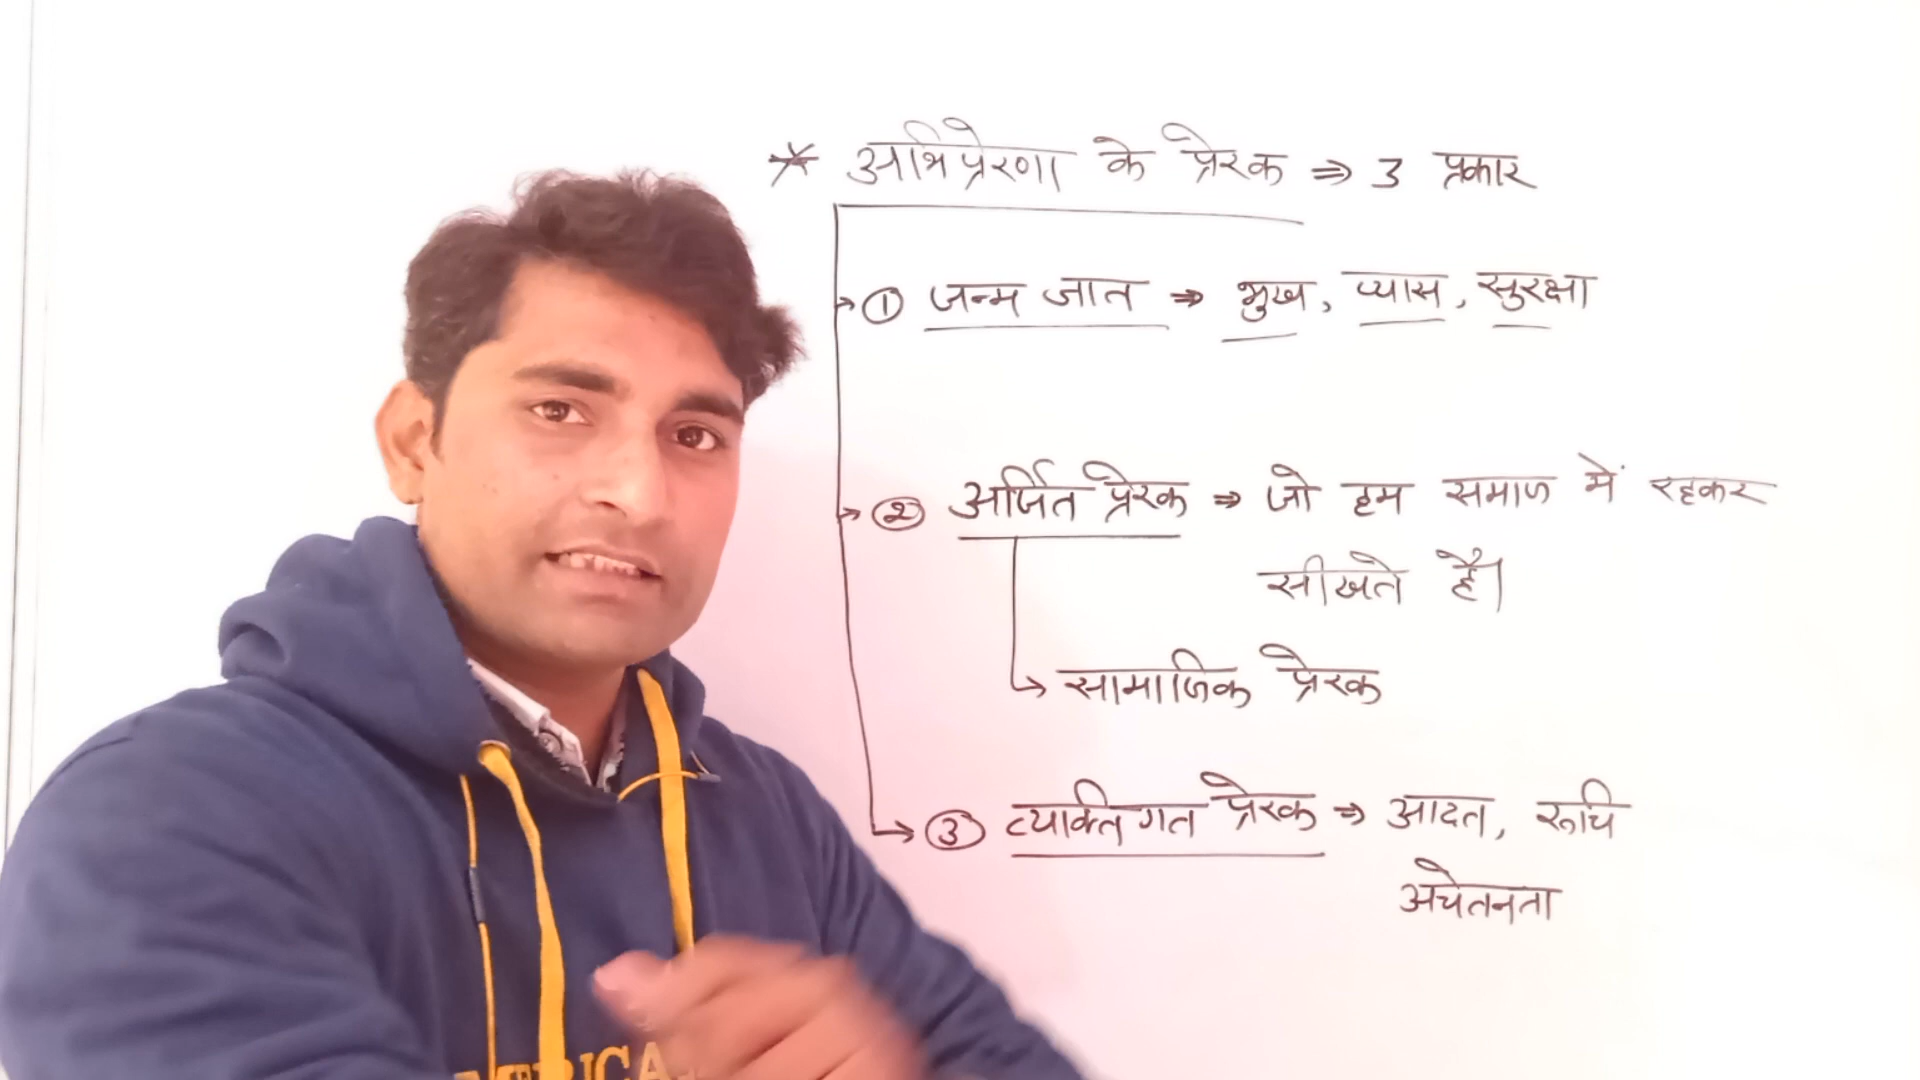 * अभिप्रेरणा के प्रेरक ⇒ 3 प्रकार
→ ① जन्म जात ⇒ भुख, प्यास, सुरक्षा
→ ② अर्जित प्रेरक ⇒ जो हम समाज में रहकर
सीखते हैं।
↳ सामाजिक प्रेरक
→ ③ व्यक्तिगत प्रेरक ⇒ आदत, रूचि
अचेतनता